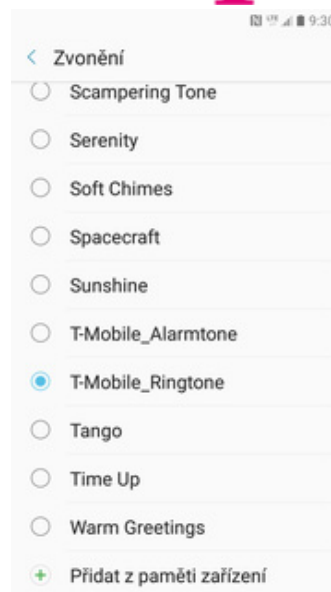 9:30
Zvonění
Scampering Tone
Serenity
Soft Chimes
Spacecraft
Sunshine
T-Mobile_Alarmtone
T-Mobile_Ringtone
Tango
Time Up
Warm Greetings
Přidat z paměti zařízení